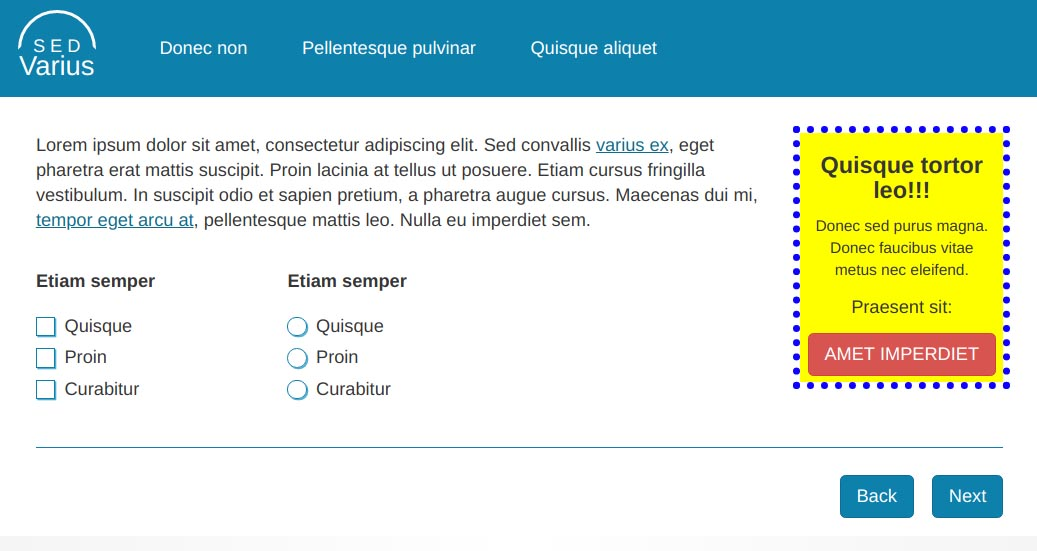 SED
Varius
Donec non
Pellentesque pulvinar
Quisque aliquet
Lorem ipsum dolor sit amet, consectetur adipiscing elit. Sed convallis varius ex, eget
pharetra erat mattis suscipit. Proin lacinia at tellus ut posuere. Etiam cursus fringilla
vestibulum. In suscipit odio et sapien pretium, a pharetra augue cursus. Maecenas dui mi,
tempor eget arcu at, pellentesque mattis leo. Nulla eu imperdiet sem.
Etiam semper
Quisque
Proin
Curabitur
Etiam semper
Quisque
Proin
Curabitur
Quisque tortor
leo!!!
Donec sed purus magna.
Donec faucibus vitae
metus nec eleifend.
Praesent sit:
AMET IMPERDIET
Back
Next